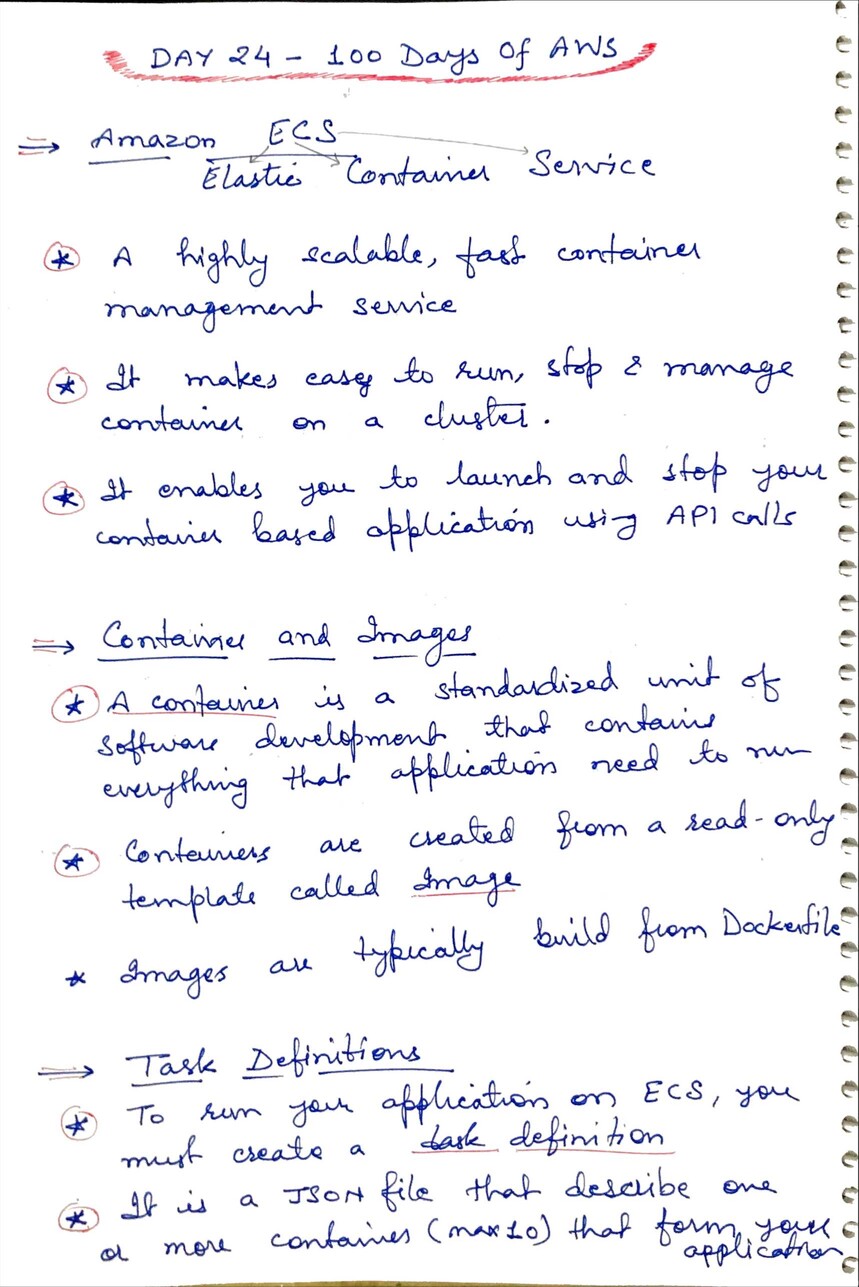 DAY 24 - 100 Days Of AWS
⇒ Amazon ECS
Elastic Container Service
* A highly scalable, fast container
management service
* It makes easy to run, stop & manage
container on a cluster.
* It enables you to launch and stop your
container based application using API calls
⇒ Container and Images
* A container is a standardized unit of
software development that contains
everything that application need to run
* Containers are created from a read-only
template called Image
* Images are typically build from Dockerfile
⇒ Task Definitions
* To run your application on ECS, you
must create a task definition
* It is a JSON file that describe one
or more containers (max 10) that form your
application